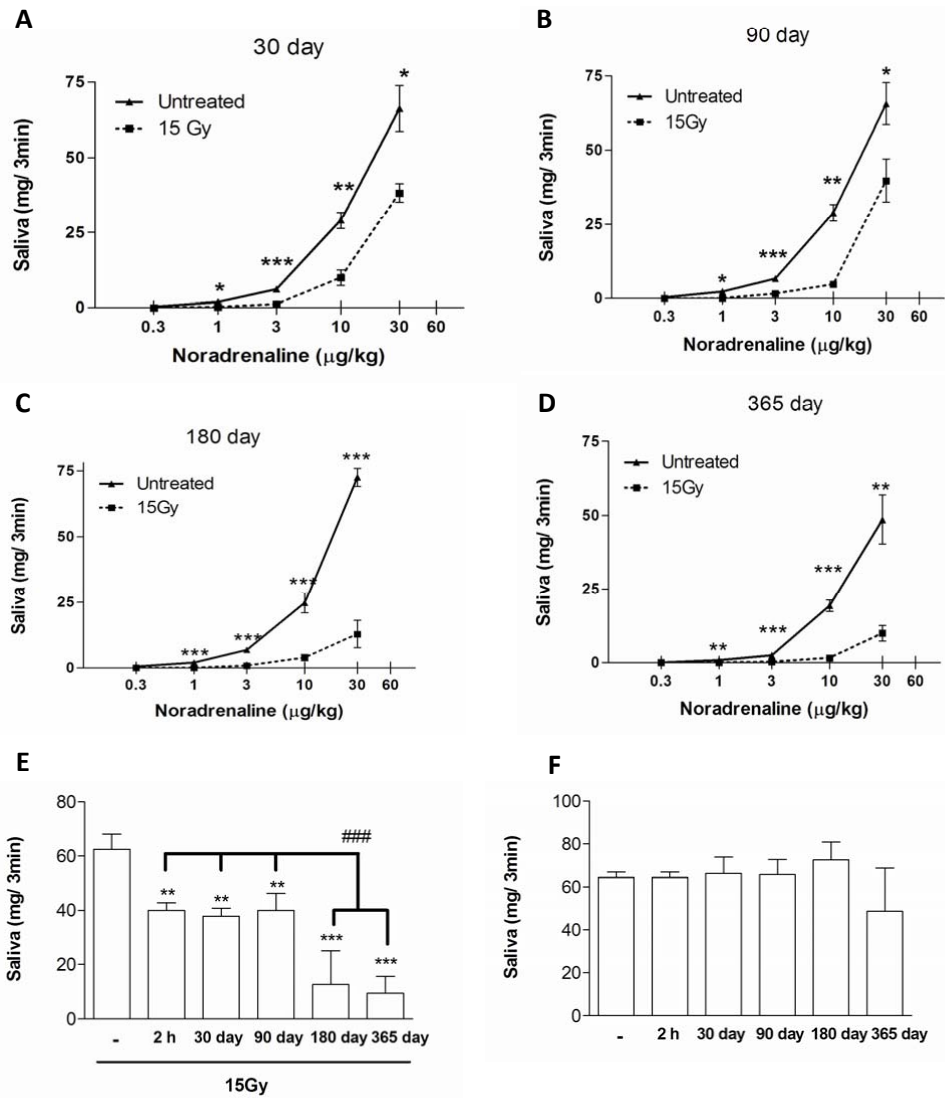 A
30 day
75
50
25
0
Saliva (mg/ 3min)
Untreated
15 Gy
*
***
**
*
0.3 1 3 10 30 60
Noradrenaline (μg/kg)
B
90 day
75
50
25
0
Saliva (mg/ 3min)
Untreated
15Gy
*
***
**
*
0.3 1 3 10 30 60
Noradrenaline (μg/kg)
C
180 day
75
50
25
0
Saliva (mg/ 3min)
Untreated
15Gy
***
***
***
***
0.3 1 3 10 30 60
Noradrenaline (μg/kg)
D
365 day
75
50
25
0
Saliva (mg/ 3min)
Untreated
15Gy
**
***
***
**
0.3 1 3 10 30 60
Noradrenaline (μg/kg)
E
80
60
40
20
0
Saliva (mg/ 3min)
###
**
**
**
***
***
- 2 h 30 day 90 day 180 day 365 day
15Gy
F
100
80
60
40
20
0
Saliva (mg/ 3min)
- 2 h 30 day 90 day 180 day 365 day